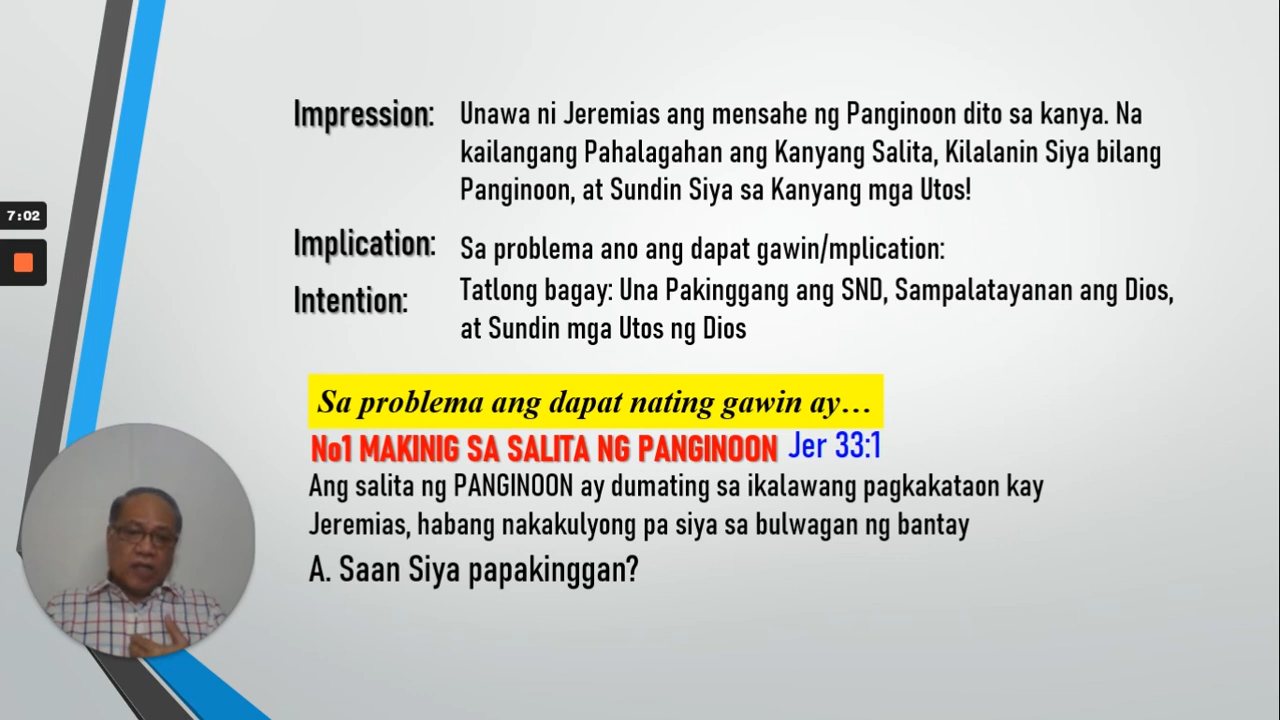 Impression: Unawa ni Jeremias ang mensahe ng Panginoon dito sa kanya. Na
kailangang Pahalagahan ang Kanyang Salita, Kilalanin Siya bilang
Panginoon, at Sundin Siya sa Kanyang mga Utos!
7:02
Implication: Sa problema ano ang dapat gawin/mplication:
Intention: Tatlong bagay: Una Pakinggang ang SND, Sampalatayanan ang Dios,
at Sundin mga Utos ng Dios
Sa problema ang dapat nating gawin ay...
No1 MAKINIG SA SALITA NG PANGINOON Jer 33:1
Ang salita ng PANGINOON ay dumating sa ikalawang pagkakataon kay
Jeremias, habang nakakulyong pa siya sa bulwagan ng bantay
A. Saan Siya papakinggan?